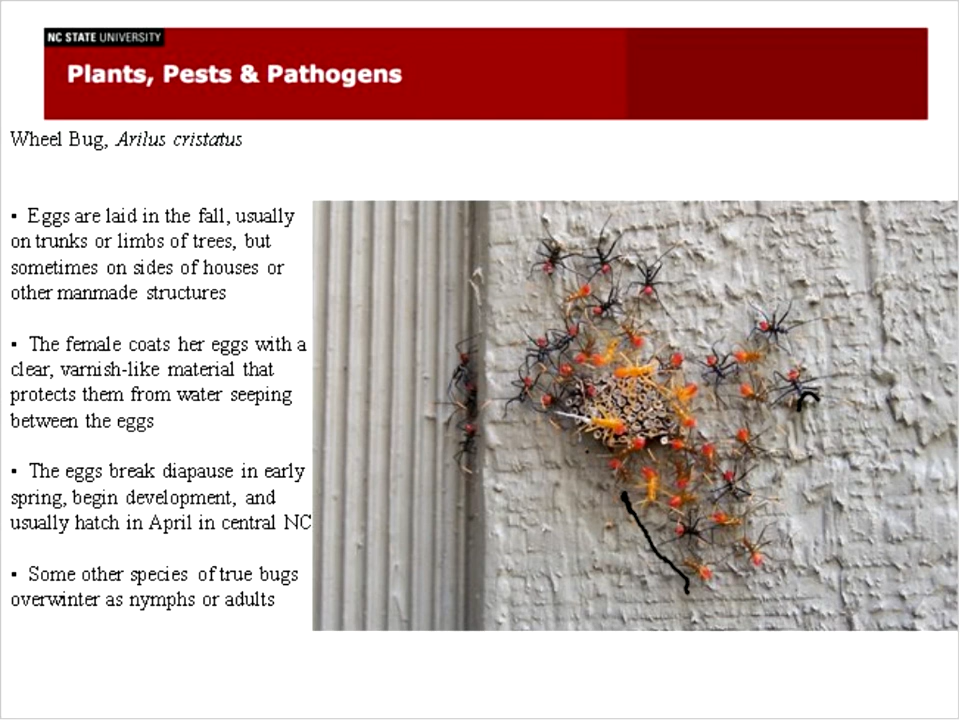 NC STATE UNIVERSITY
Plants, Pests & Pathogens
Wheel Bug, Arilus cristatus
▪ Eggs are laid in the fall, usually
on trunks or limbs of trees, but
sometimes on sides of houses or
other manmade structures
▪ The female coats her eggs with a
clear, varnish-like material that
protects them from water seeping
between the eggs
▪ The eggs break diapause in early
spring, begin development, and
usually hatch in April in central NC
▪ Some other species of true bugs
overwinter as nymphs or adults